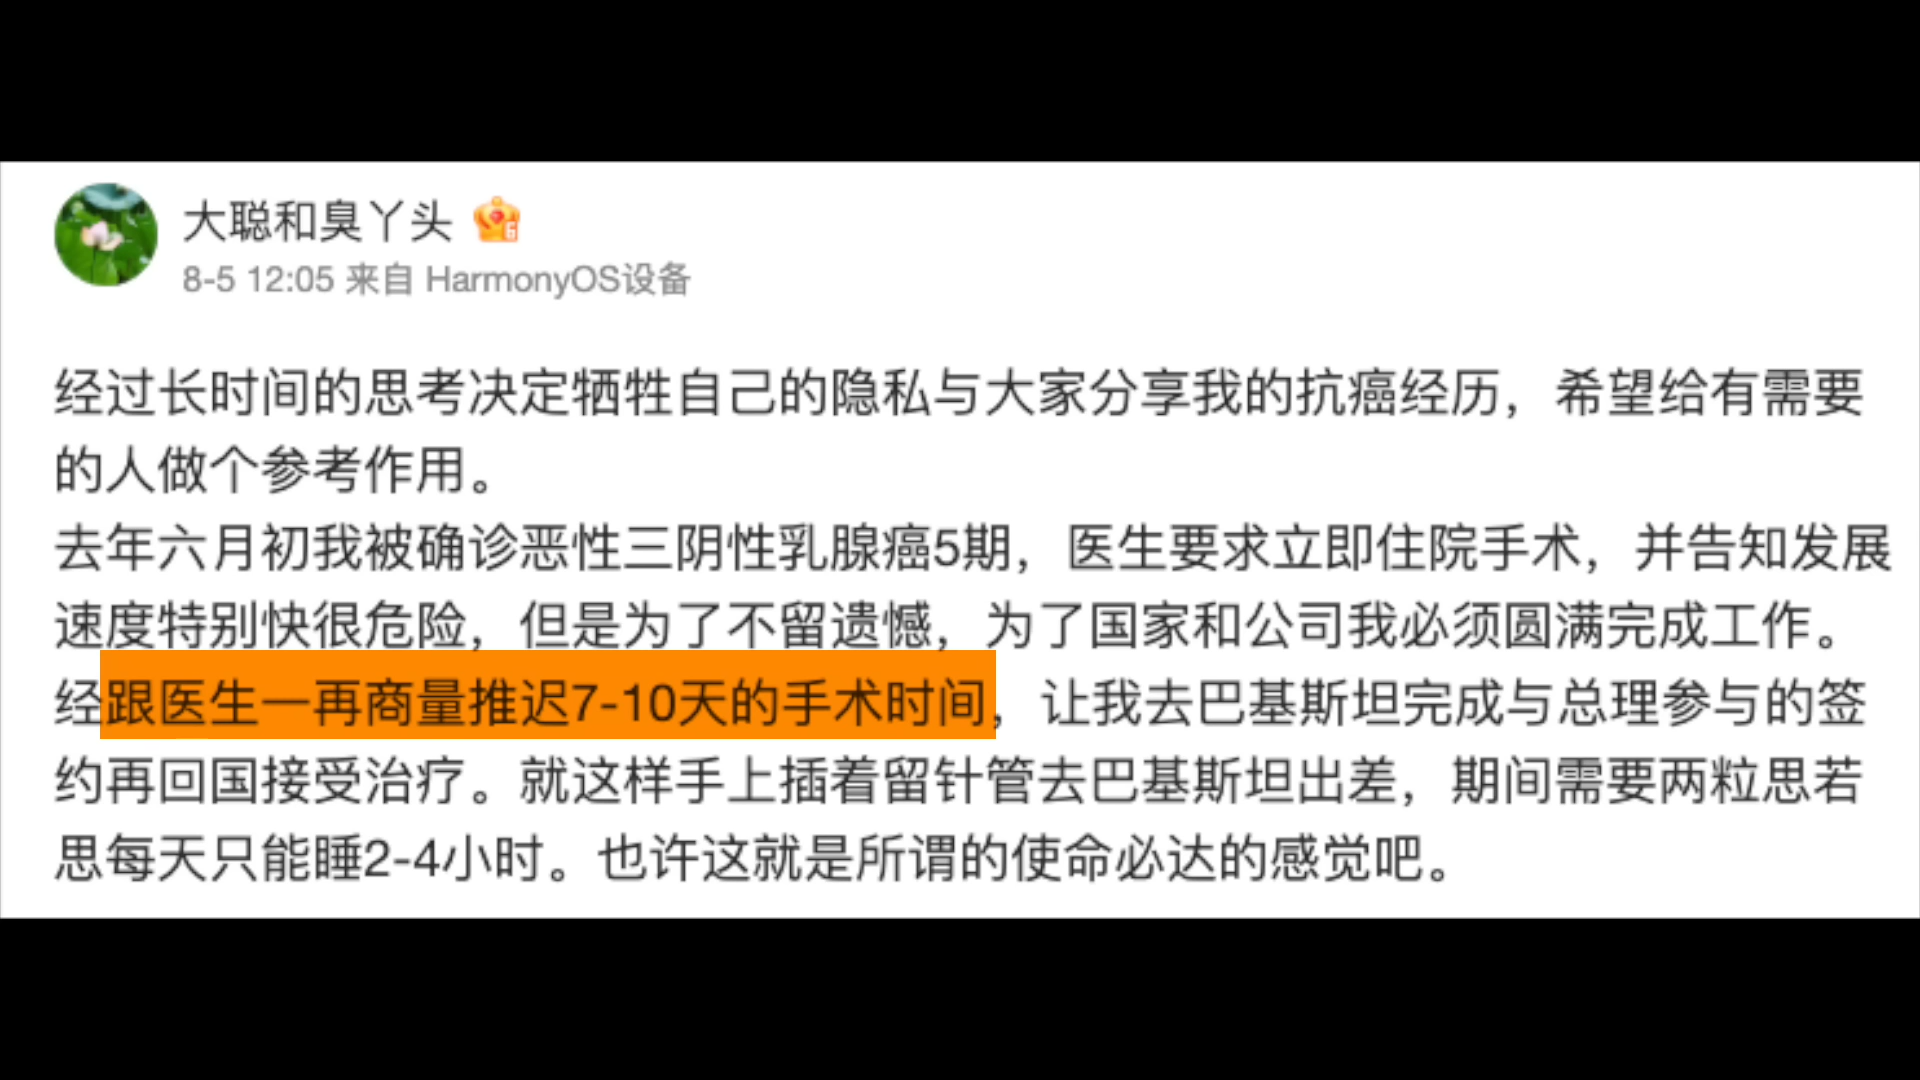 大聪和臭丫头
8-5 12:05 来自 HarmonyOS设备
经过长时间的思考决定牺牲自己的隐私与大家分享我的抗癌经历，希望给有需要
的人做个参考作用。
去年六月初我被确诊恶性三阴性乳腺癌5期，医生要求立即住院手术，并告知发展
速度特别快很危险，但是为了不留遗憾，为了国家和公司我必须圆满完成工作。
经跟医生一再商量推迟7-10天的手术时间，让我去巴基斯坦完成与总理参与的签
约再回国接受治疗。就这样手上插着留针管去巴基斯坦出差，期间需要两粒思若
思每天只能睡2-4小时。也许这就是所谓的使命必达的感觉吧。